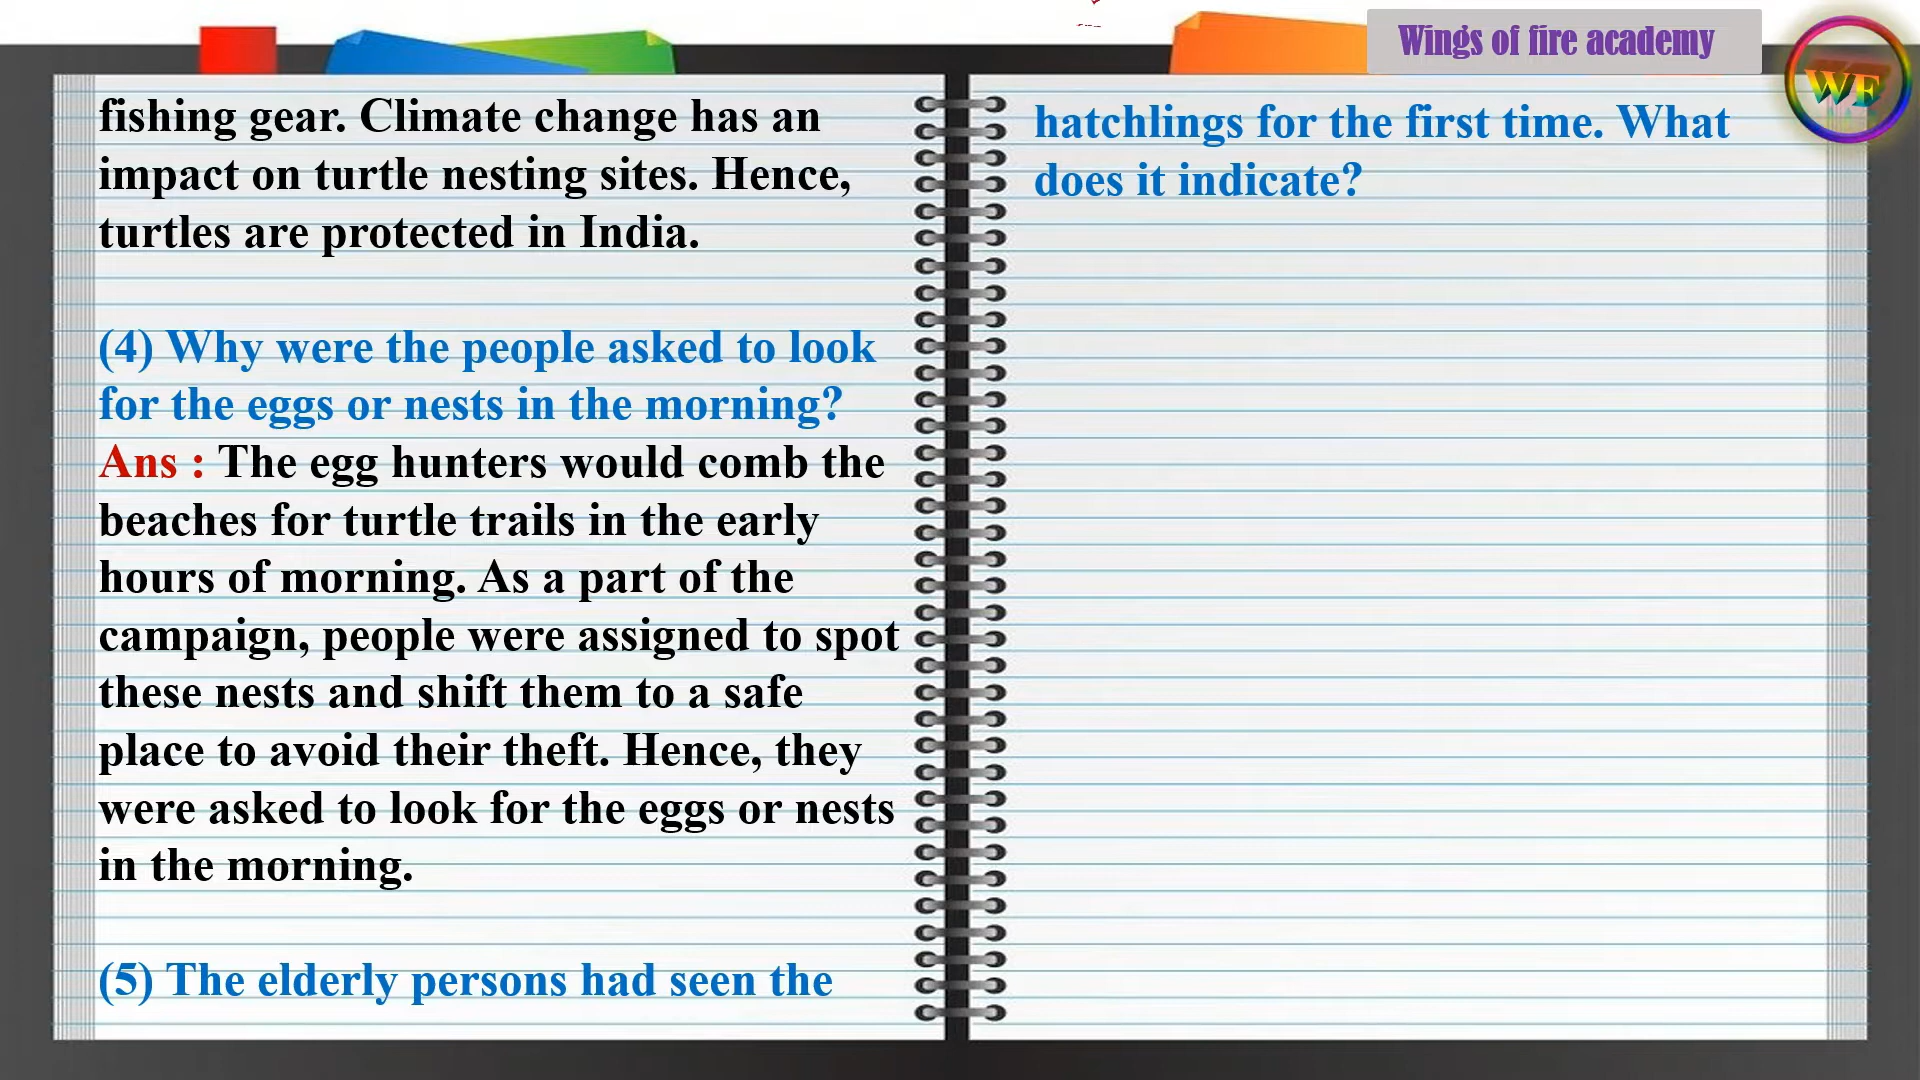 Wings of fire academy
WF
fishing gear. Climate change has an
impact on turtle nesting sites. Hence,
turtles are protected in India.
(4) Why were the people asked to look
for the eggs or nests in the morning?
Ans : The egg hunters would comb the
beaches for turtle trails in the early
hours of morning. As a part of the
campaign, people were assigned to spot
these nests and shift them to a safe
place to avoid their theft. Hence, they
were asked to look for the eggs or nests
in the morning.
(5) The elderly persons had seen the
hatchlings for the first time. What
does it indicate?